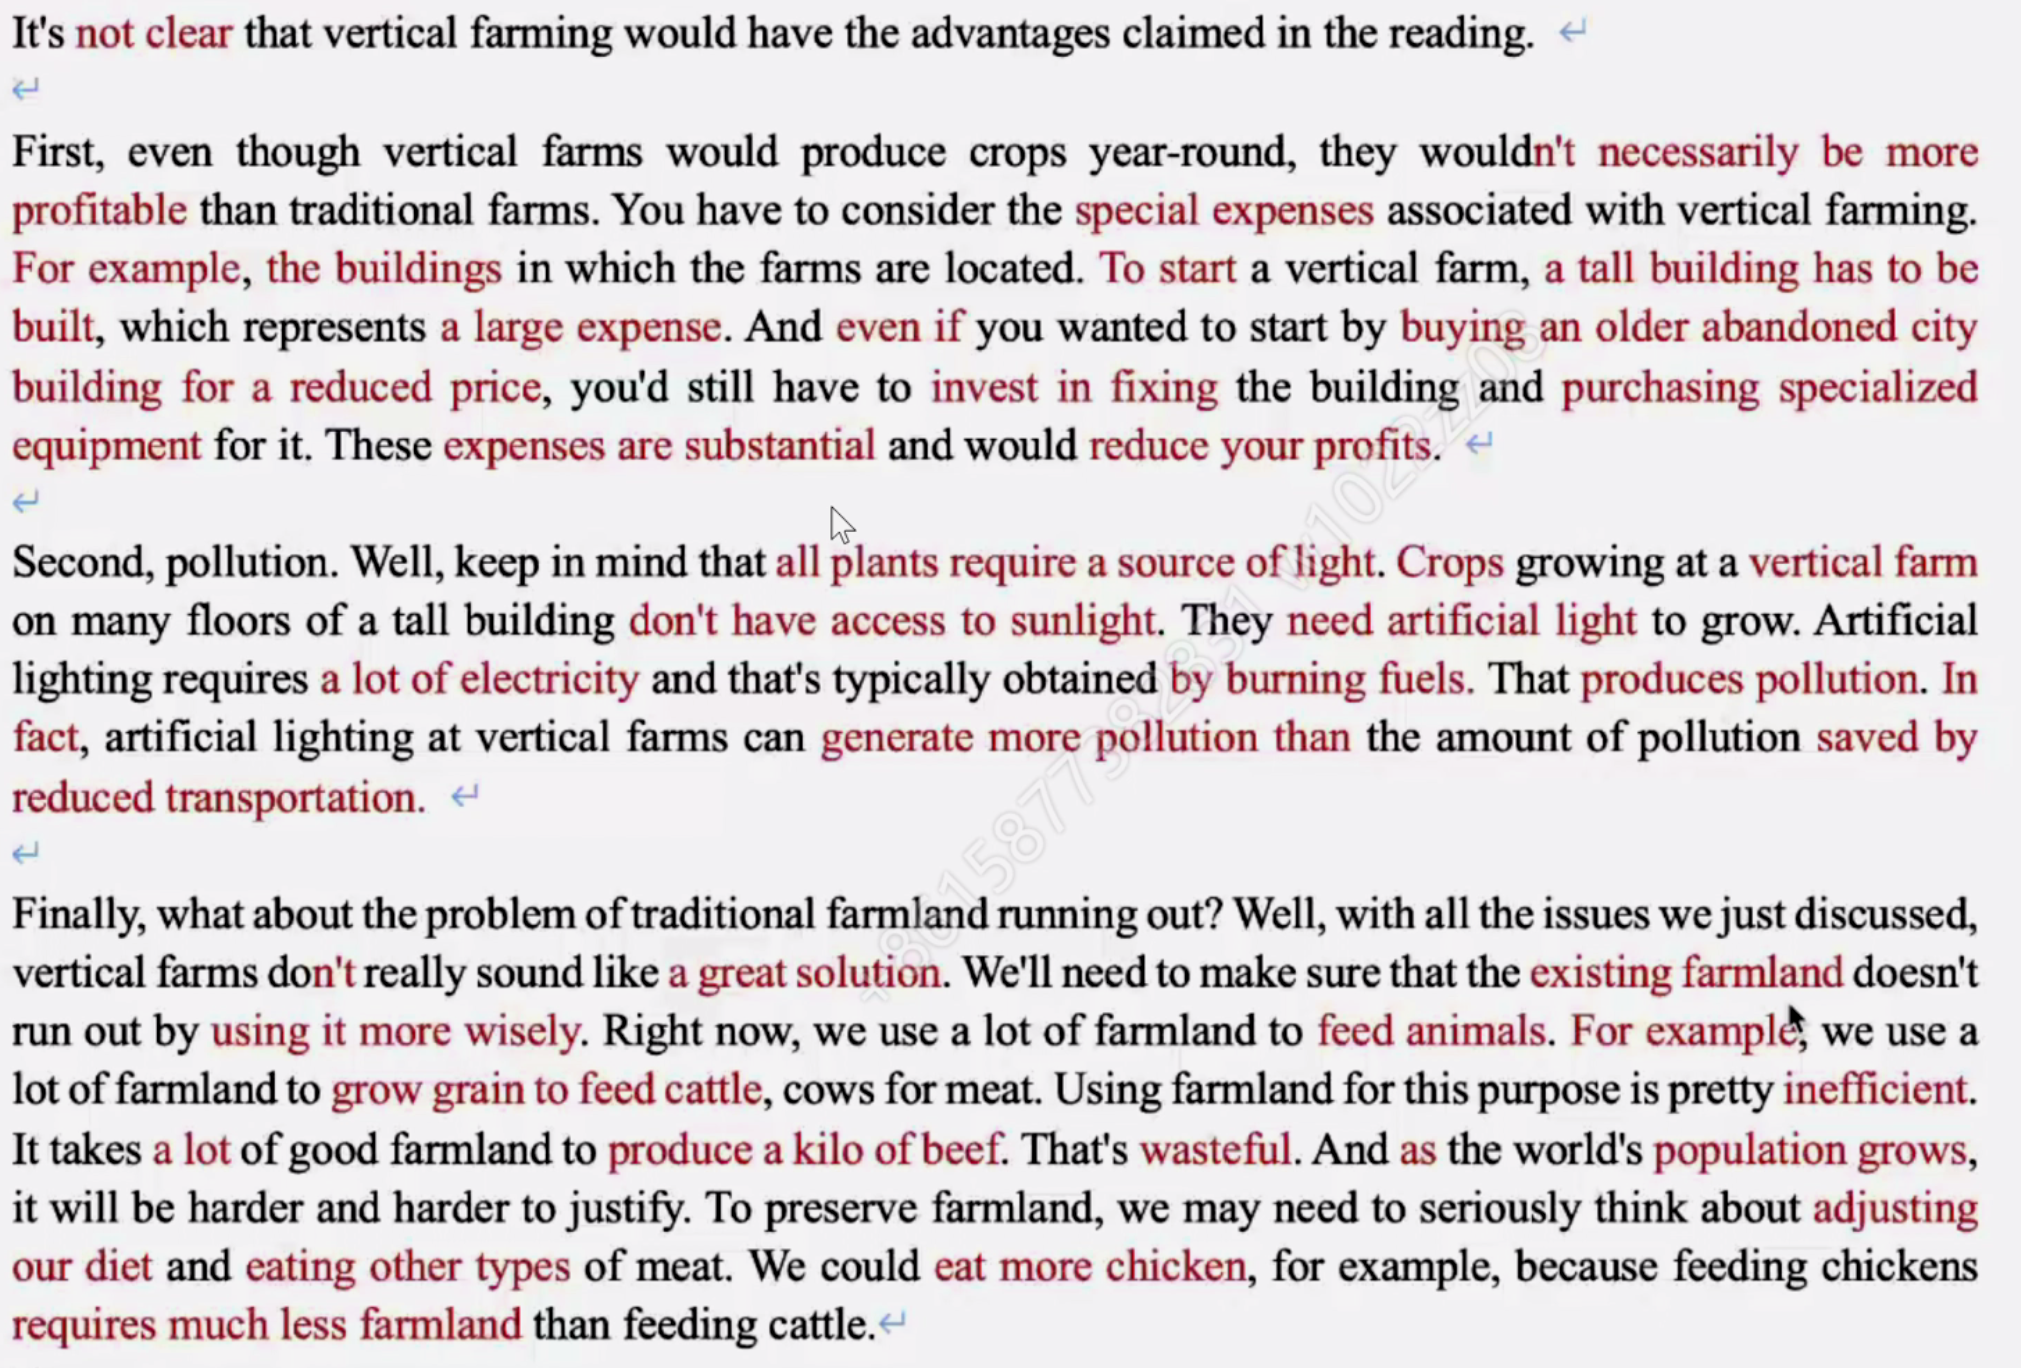 It's not clear that vertical farming would have the advantages claimed in the reading. ↵
↵
First, even though vertical farms would produce crops year-round, they wouldn't necessarily be more
profitable than traditional farms. You have to consider the special expenses associated with vertical farming.
For example, the buildings in which the farms are located. To start a vertical farm, a tall building has to be
built, which represents a large expense. And even if you wanted to start by buying an older abandoned city
building for a reduced price, you'd still have to invest in fixing the building and purchasing specialized
equipment for it. These expenses are substantial and would reduce your profits. ↵
↵
Second, pollution. Well, keep in mind that all plants require a source of light. Crops growing at a vertical farm
on many floors of a tall building don't have access to sunlight. They need artificial light to grow. Artificial
lighting requires a lot of electricity and that's typically obtained by burning fuels. That produces pollution. In
fact, artificial lighting at vertical farms can generate more pollution than the amount of pollution saved by
reduced transportation. ↵
↵
Finally, what about the problem of traditional farmland running out? Well, with all the issues we just discussed,
vertical farms don't really sound like a great solution. We'll need to make sure that the existing farmland doesn't
run out by using it more wisely. Right now, we use a lot of farmland to feed animals. For example, we use a
lot of farmland to grow grain to feed cattle, cows for meat. Using farmland for this purpose is pretty inefficient.
It takes a lot of good farmland to produce a kilo of beef. That's wasteful. And as the world's population grows,
it will be harder and harder to justify. To preserve farmland, we may need to seriously think about adjusting
our diet and eating other types of meat. We could eat more chicken, for example, because feeding chickens
requires much less farmland than feeding cattle.↵